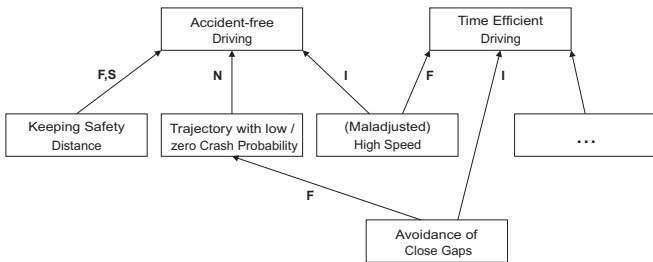 Accident-free
Driving
Time Efficient
Driving
F,S
N
I
F
I
Keeping Safety
Distance
Trajectory with low /
zero Crash Probability
(Maladjusted)
High Speed
...
F
Avoidance of
Close Gaps